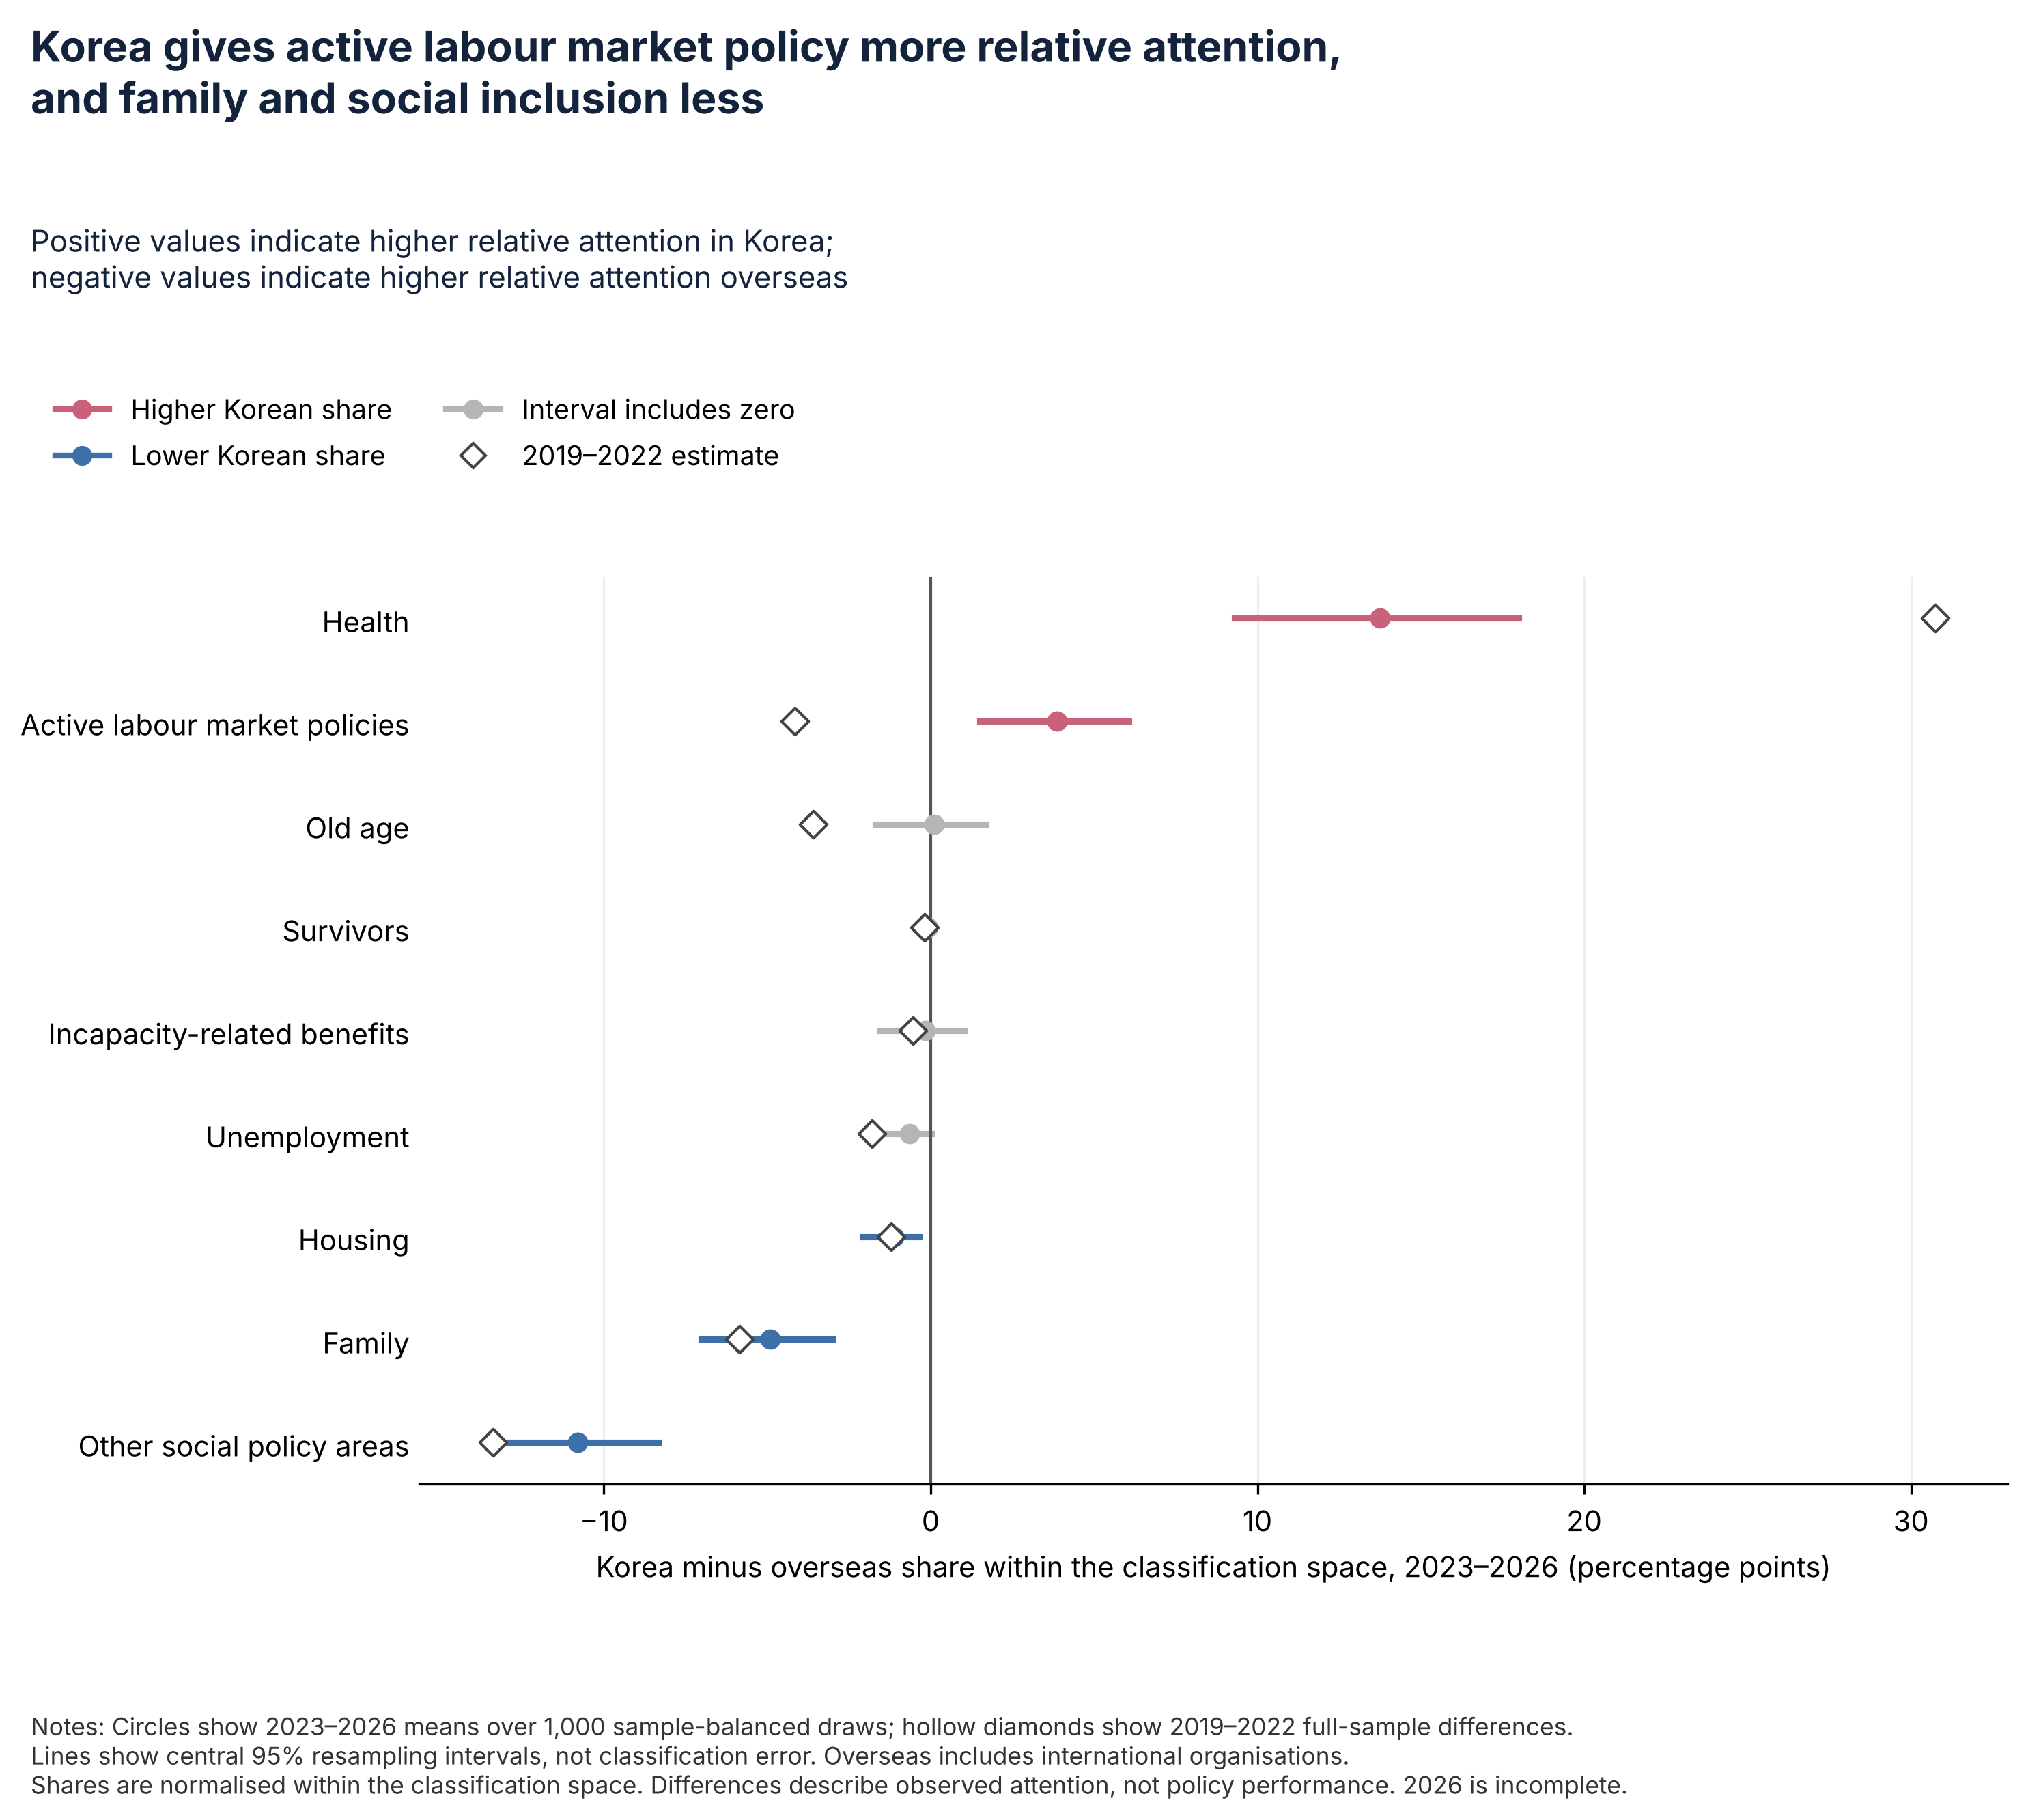 Korea gives active labour market policy more relative attention,
and family and social inclusion less
Positive values indicate higher relative attention in Korea;
negative values indicate higher relative attention overseas
Higher Korean share
Interval includes zero
Lower Korean share
2019–2022 estimate
Health
Active labour market policies
Old age
Survivors
Incapacity-related benefits
Unemployment
Housing
Family
Other social policy areas
−10 0 10 20 30
Korea minus overseas share within the classification space, 2023–2026 (percentage points)
Notes: Circles show 2023–2026 means over 1,000 sample-balanced draws; hollow diamonds show 2019–2022 full-sample differences.
Lines show central 95% resampling intervals, not classification error. Overseas includes international organisations.
Shares are normalised within the classification space. Differences describe observed attention, not policy performance. 2026 is incomplete.